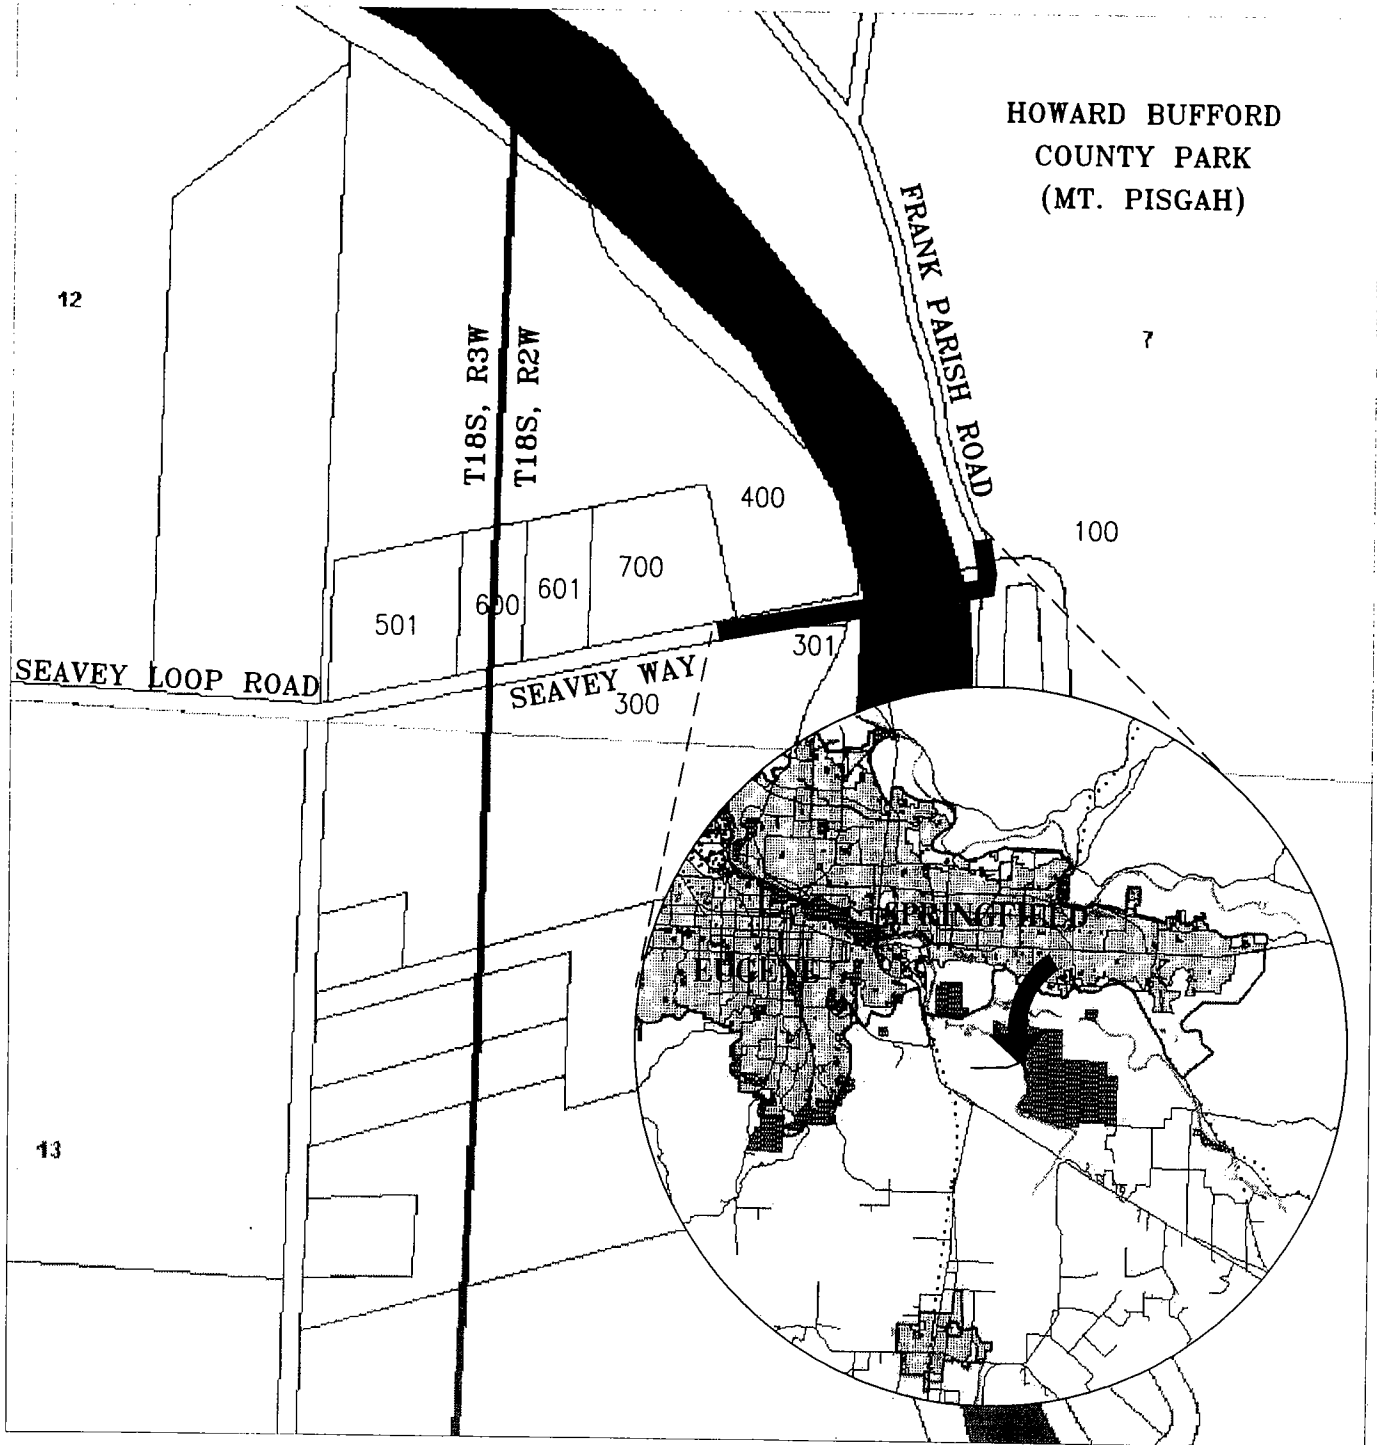 HOWARD BUFFORD
COUNTY PARK
(MT. PISGAH)
FRANK PARISH ROAD
12
7
T18S, R3W
T18S, R2W
400
100
700
601
600
501
301
SEAVEY LOOP ROAD
SEAVEY WAY
300
SPRINGFIELD
EUGENE
13